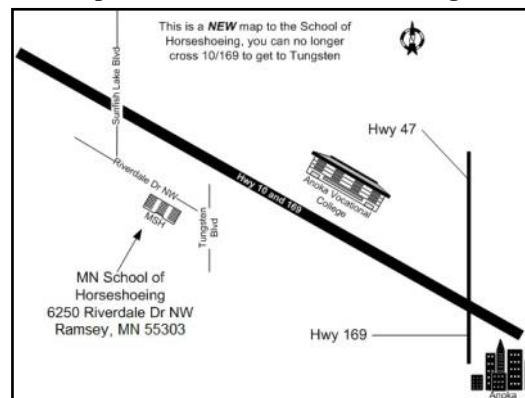 This is a NEW map to the School of
Horseshoeing, you can no longer
cross 10/169 to get to Tungsten
Sunfish Lake Blvd
Hwy 47
Riverdale Dr NW
Hwy 10 and 169
Anoka Vocational
College
MSH
Tungsten
Blvd
MN School of
Horseshoeing
6250 Riverdale Dr NW
Ramsey, MN 55303
Hwy 169
Anoka